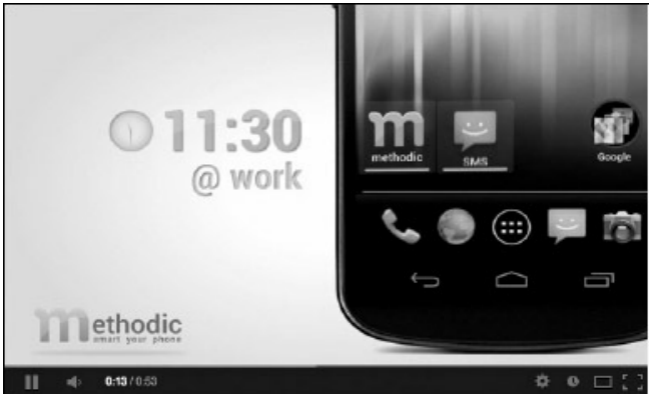 11:30
@ work
methodic
SMS
Google
methodic
smart your phone
0:13 / 0:53